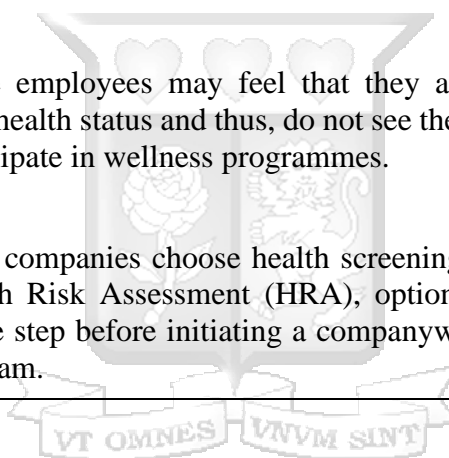 employees may feel that they a
health status and thus, do not see the
ipate in wellness programmes.
companies choose health screening
h Risk Assessment (HRA), option
e step before initiating a companyw
am.
VT OMNES VNVM SINT